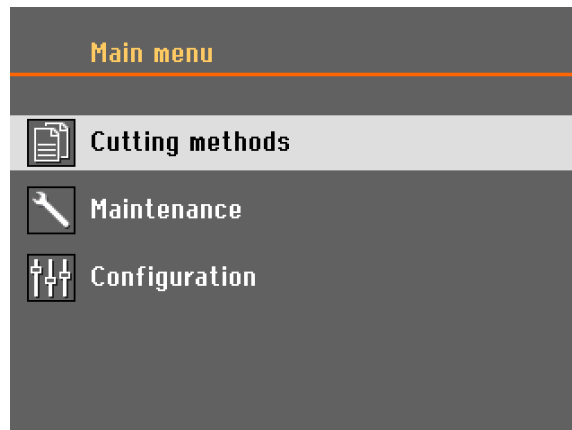 Main menu
Cutting methods
Maintenance
Configuration